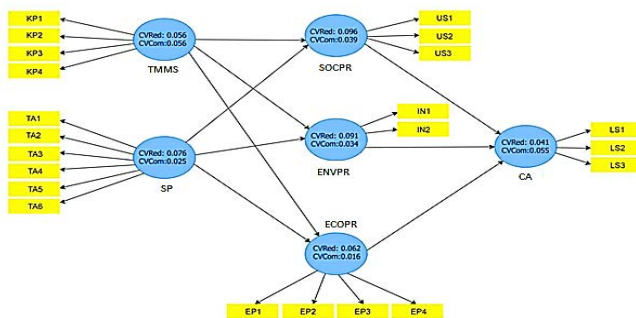 KP1
KP2
KP3
KP4
CVRed: 0.056
CVCom:0.056
TMMS
CVRed: 0.096
CVCom:0.039
SOCPR
US1
US2
US3
TA1
TA2
TA3
TA4
TA5
TA6
CVRed: 0.076
CVCom:0.025
SP
CVRed: 0.091
CVCom:0.034
ENVPR
IN1
IN2
CVRed: 0.041
CVCom:0.055
CA
LS1
LS2
LS3
ECOPR
CVRed: 0.062
CVCom:0.016
EP1
EP2
EP3
EP4